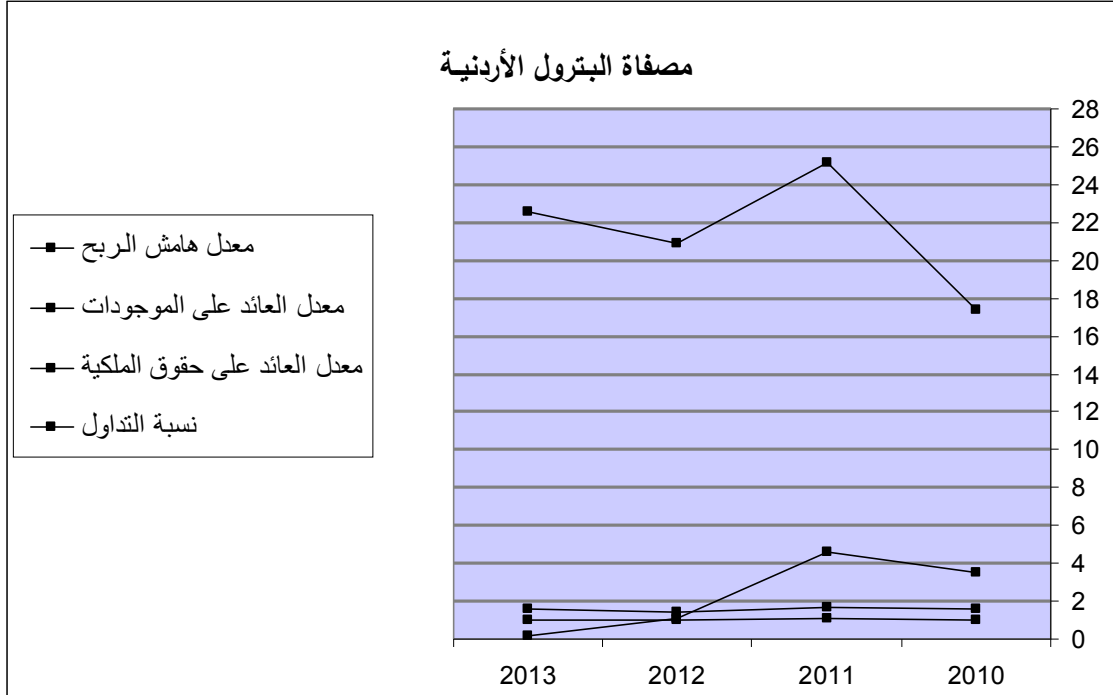 مصفاة البترول الأردنية
معدل هامش الربح
معدل العائد على الموجودات
معدل العائد على حقوق الملكية
نسبة التداول
28
26
24
22
20
18
16
14
12
10
8
6
4
2
0
2010 2011 2012 2013